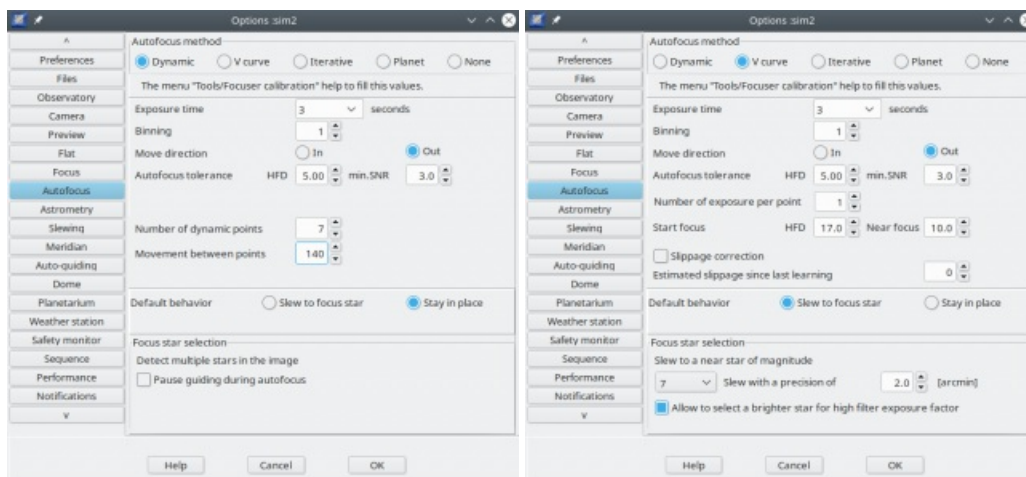 Options :sim2
^
Preferences
Files
Observatory
Camera
Preview
Flat
Focus
Autofocus
Astrometry
Slewing
Meridian
Auto-guiding
Dome
Planetarium
Weather station
Safety monitor
Sequence
Performance
Notifications
v
Autofocus method
Dynamic V curve Iterative Planet None
The menu "Tools/Focuser calibration" help to fill this values.
Exposure time 3 seconds
Binning 1
Move direction In Out
Autofocus tolerance HFD 5.00 min.SNR 3.0
Number of dynamic points 7
Movement between points 140
Default behavior Slew to focus star Stay in place
Focus star selection
Detect multiple stars in the image
Pause guiding during autofocus
Help Cancel OK
Options :sim2
^
Preferences
Files
Observatory
Camera
Preview
Flat
Focus
Autofocus
Astrometry
Slewing
Meridian
Auto-guiding
Dome
Planetarium
Weather station
Safety monitor
Sequence
Performance
Notifications
v
Autofocus method
Dynamic V curve Iterative Planet None
The menu "Tools/Focuser calibration" help to fill this values.
Exposure time 3 seconds
Binning 1
Move direction In Out
Autofocus tolerance HFD 5.00 min.SNR 3.0
Number of exposure per point 1
Start focus HFD 17.0 Near focus 10.0
Slippage correction
Estimated slippage since last learning 0
Default behavior Slew to focus star Stay in place
Focus star selection
Slew to a near star of magnitude
7 Slew with a precision of 2.0 [arcmin]
Allow to select a brighter star for high filter exposure factor
Help Cancel OK